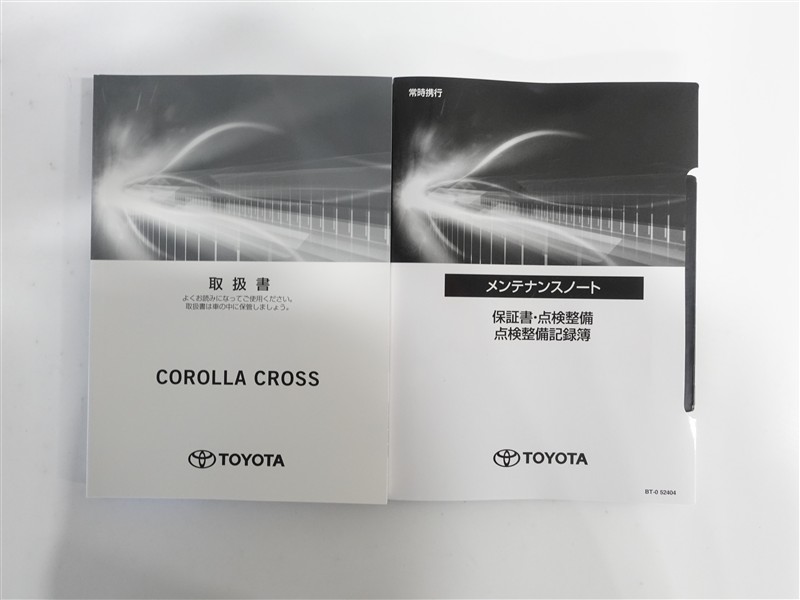 取扱書
よくお読みになってご使用ください。
取扱書は車の中に保管しましょう。
COROLLA CROSS
TOYOTA
常時携行
メンテナンスノート
保証書・点検整備
点検整備記録簿
TOYOTA
BT-0 52404